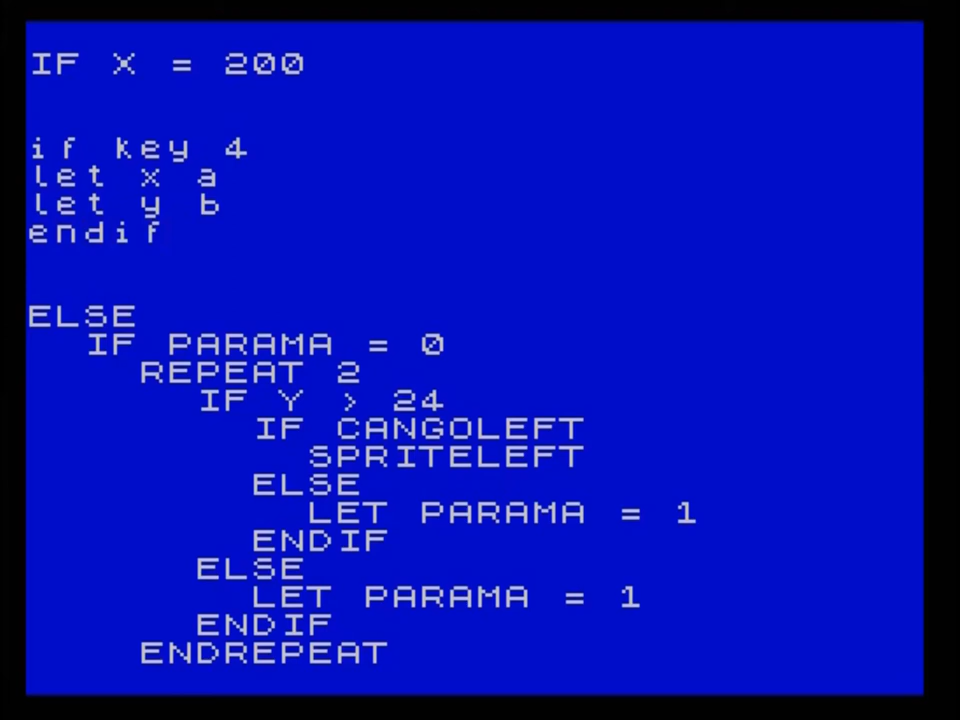 IF X = 200
if key 4
let x a
let y b
endif
ELSE
IF PARAMA = 0
REPEAT 2
IF Y > 24
IF CANGOLEFT
SPRITELEFT
ELSE
LET PARAMA = 1
ENDIF
ELSE
LET PARAMA = 1
ENDIF
ENDREPEAT